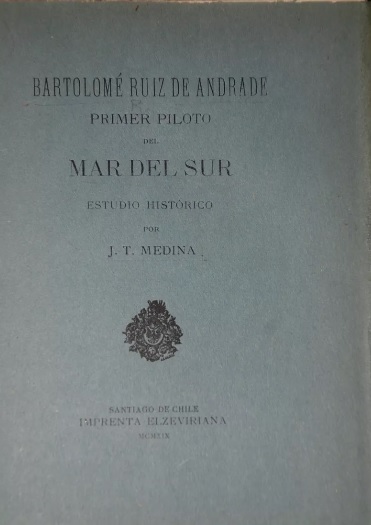 BARTOLOMÉ RUIZ DE ANDRADE
PRIMER PILOTO
DEL
MAR DEL SUR
ESTUDIO HISTÓRICO
POR
J. T. MEDINA
SANTIAGO DE CHILE
IMPRENTA ELZEVIRIANA
MCMXIX